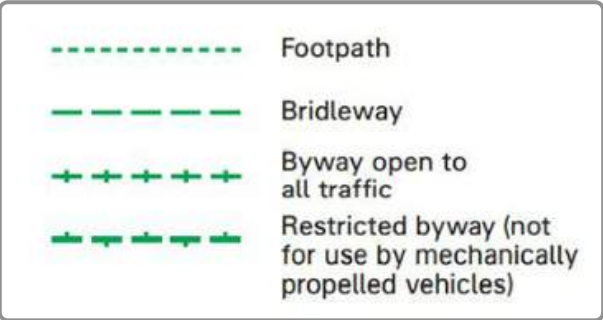 Footpath
Bridleway
Byway open to
all traffic
Restricted byway (not
for use by mechanically
propelled vehicles)